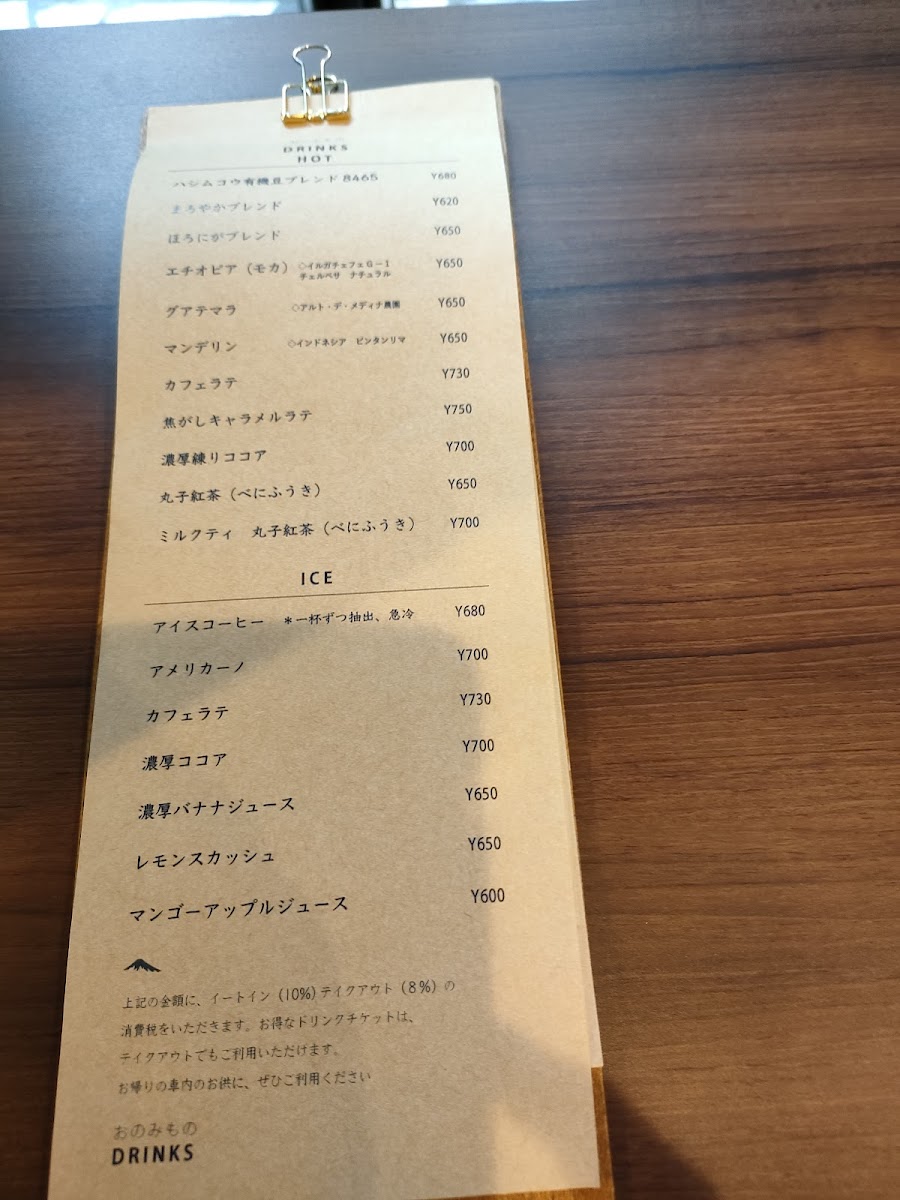 DRINKS
HOT
ハシムコウ有機豆ブレンド 8465 Y680
まろやかブレンド Y620
ほろにがブレンド Y650
エチオピア（モカ） ◇イルガチェフェG－1 Y650
チェルベサ ナチュラル
グアテマラ ◇アルト・デ・メディナ農園 Y650
マンデリン ◇インドネシア ビンタンリマ Y650
カフェラテ Y730
焦がしキャラメルラテ Y750
濃厚練りココア Y700
丸子紅茶（べにふうき） Y650
ミルクティ 丸子紅茶（べにふうき） Y700
ICE
アイスコーヒー ＊一杯ずつ抽出、急冷 Y680
アメリカーノ Y700
カフェラテ Y730
濃厚ココア Y700
濃厚バナナジュース Y650
レモンスカッシュ Y650
マンゴーアップルジュース Y600
上記の金額に、イートイン（10%）テイクアウト（8%）の
消費税をいただきます。お得なドリンクチケットは、
テイクアウトでもご利用いただけます。
お帰りの車内のお供に、ぜひご利用ください
おのみもの
DRINKS